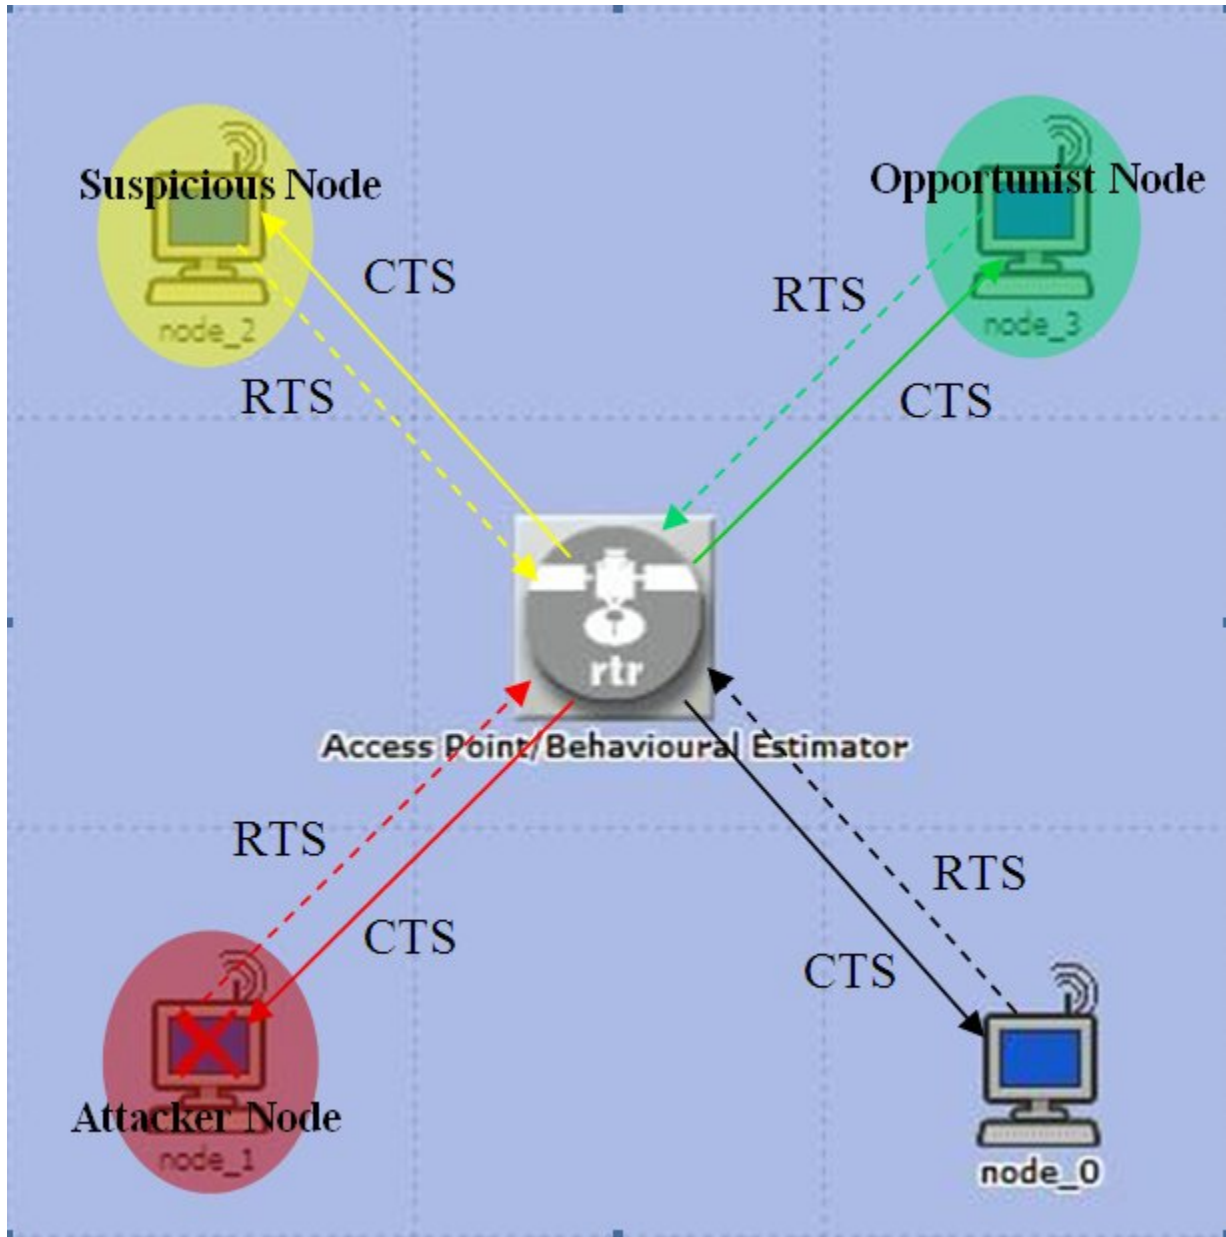 Suspicious Node
node_2
Opportunist Node
node_3
CTS
RTS
RTS
CTS
rtr
Access Point/Behavioural Estimator
RTS
CTS
RTS
CTS
Attacker Node
node_1
node_0